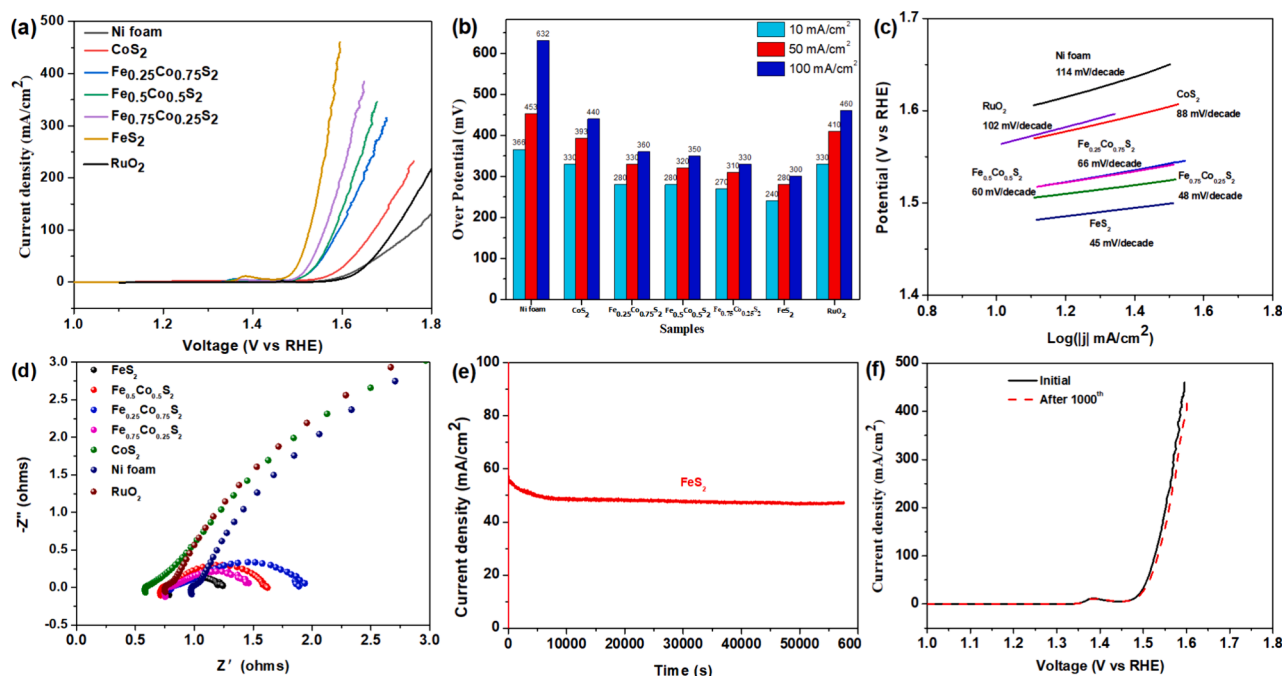 (a)
500
400
300
200
100
0
Current density (mA/cm²)
Ni foam
CoS₂
Fe₀.₂₅Co₀.₇₅S₂
Fe₀.₅Co₀.₅S₂
Fe₀.₇₅Co₀.₂₅S₂
FeS₂
RuO₂
1.0 1.2 1.4 1.6 1.8
Voltage (V vs RHE)
(b)
10 mA/cm²
50 mA/cm²
100 mA/cm²
600
500
400
300
200
100
0
Over Potential (mV)
366 453 632
330 393 440
280 330 360
280 320 350
270 310 330
240 280 300
330 410 460
Ni foam CoS₂ Fe₀.₂₅Co₀.₇₅S₂ Fe₀.₅Co₀.₅S₂ Fe₀.₇₅Co₀.₂₅S₂ FeS₂ RuO₂
Samples
(c)
1.7
1.6
1.5
1.4
Potential (V vs RHE)
Ni foam
114 mV/decade
RuO₂
102 mV/decade
CoS₂
88 mV/decade
Fe₀.₂₅Co₀.₇₅S₂
66 mV/decade
Fe₀.₅Co₀.₅S₂
60 mV/decade
Fe₀.₇₅Co₀.₂₅S₂
48 mV/decade
FeS₂
45 mV/decade
0.9 1.0 1.1 1.2 1.3 1.4 1.5 1.6 1.7
Log(|j| mA/cm²)
(d)
3.0
2.5
2.0
1.5
1.0
0.5
0.0
-0.5
-Z'' (ohms)
FeS₂
Fe₀.₅Co₀.₅S₂
Fe₀.₂₅Co₀.₇₅S₂
Fe₀.₇₅Co₀.₂₅S₂
CoS₂
Ni foam
RuO₂
0.0 0.5 1.0 1.5 2.0 2.5 3.0
Z' (ohms)
(e)
100
80
60
40
20
0
Current density (mA/cm²)
FeS₂
0 10000 20000 30000 40000 50000 60000
Time (s)
(f)
500
400
300
200
100
0
Current density (mA/cm²)
Initial
After 1000ᵗʰ
1.0 1.1 1.2 1.3 1.4 1.5 1.6 1.7 1.8
Voltage (V vs RHE)